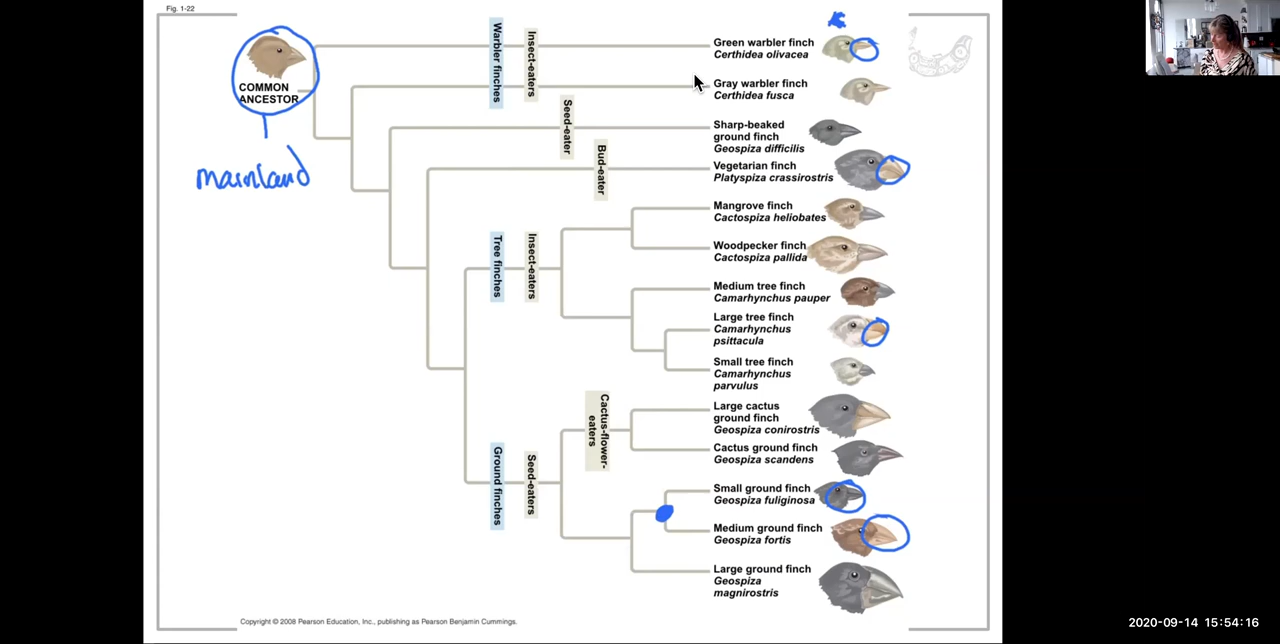 Fig. 1-22
COMMON
ANCESTOR
mainland
Warbler finches
Insect-eaters
Seed-eater
Bud-eater
Tree finches
Insect-eaters
Ground finches
Seed-eaters
Cactus-flower-
eaters
Green warbler finch
Certhidea olivacea
Gray warbler finch
Certhidea fusca
Sharp-beaked
ground finch
Geospiza difficilis
Vegetarian finch
Platyspiza crassirostris
Mangrove finch
Cactospiza heliobates
Woodpecker finch
Cactospiza pallida
Medium tree finch
Camarhynchus pauper
Large tree finch
Camarhynchus
psittacula
Small tree finch
Camarhynchus
parvulus
Large cactus
ground finch
Geospiza conirostris
Cactus ground finch
Geospiza scandens
Small ground finch
Geospiza fuliginosa
Medium ground finch
Geospiza fortis
Large ground finch
Geospiza
magnirostris
Copyright © 2008 Pearson Education, Inc., publishing as Pearson Benjamin Cummings.
2020-09-14 15:54:16